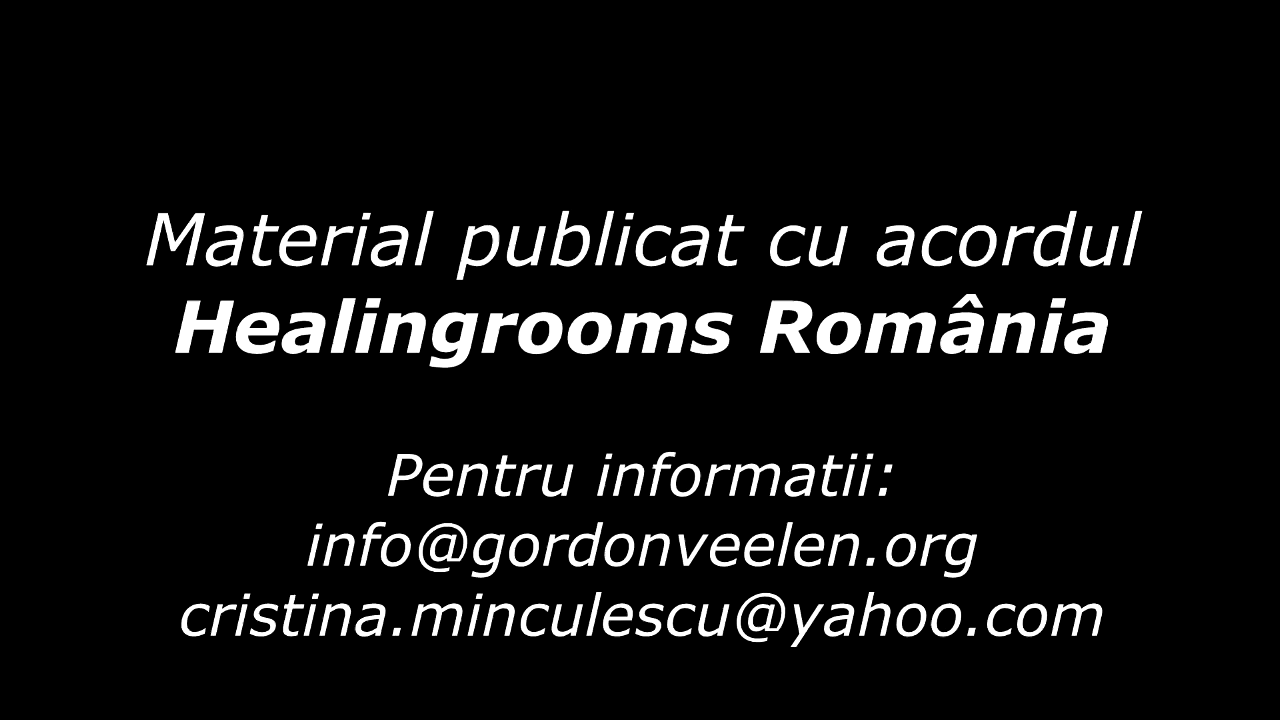 Material publicat cu acordul
Healingrooms România
Pentru informatii:
info@gordonveelen.org
cristina.minculescu@yahoo.com